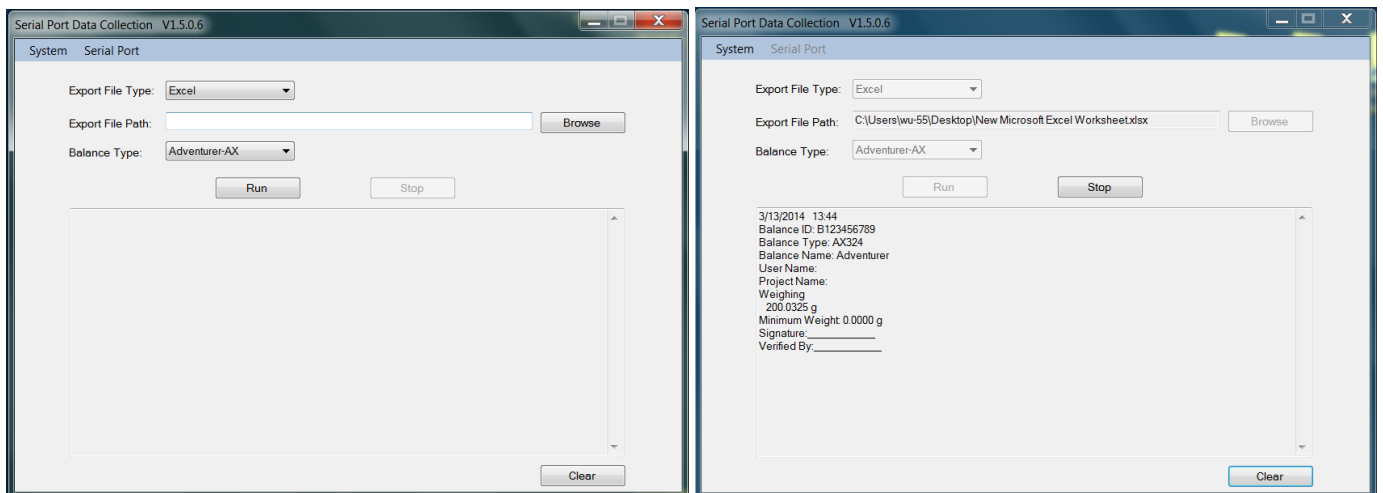 Serial Port Data Collection V1.5.0.6
System Serial Port
Export File Type: Excel
Export File Path: Browse
Balance Type: Adventurer-AX
Run Stop
Clear
Serial Port Data Collection V1.5.0.6
System Serial Port
Export File Type: Excel
Export File Path: C:\Users\wu-55\Desktop\New Microsoft Excel Worksheet.xlsx Browse
Balance Type: Adventurer-AX
Run Stop
3/13/2014 13:44
Balance ID: B123456789
Balance Type: AX324
Balance Name: Adventurer
User Name:
Project Name:
Weighing
200.0325 g
Minimum Weight: 0.0000 g
Signature:____________
Verified By:____________
Clear